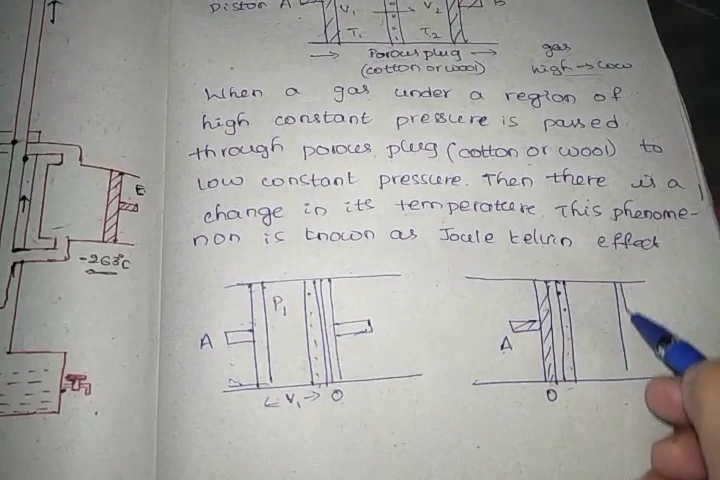 Piston A
V₁
V₂
B
T₁
T₂
Porous plug
(cotton or wool)
gas
high → low
When a gas under a region of
high constant pressure is passed
through porous plug (cotton or wool) to
low constant pressure. Then there is a
change in its temperature. This phenome-
non is known as Joule kelvin effect
B
-263°C
A
P₁
V₁
0
A
0